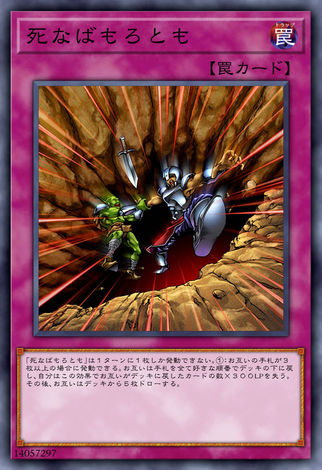 死なばもろとも
トラップ
罠
【罠カード】
「死なばもろとも」は１ターンに１枚しか発動できない。①:お互いの手札が３
枚以上の場合に発動できる。お互いは手札を全て好きな順番でデッキの下に戻
し、自分はこの効果でお互いがデッキに戻したカードの数×３００LPを失う。
その後、お互いはデッキから５枚ドローする。
14057297